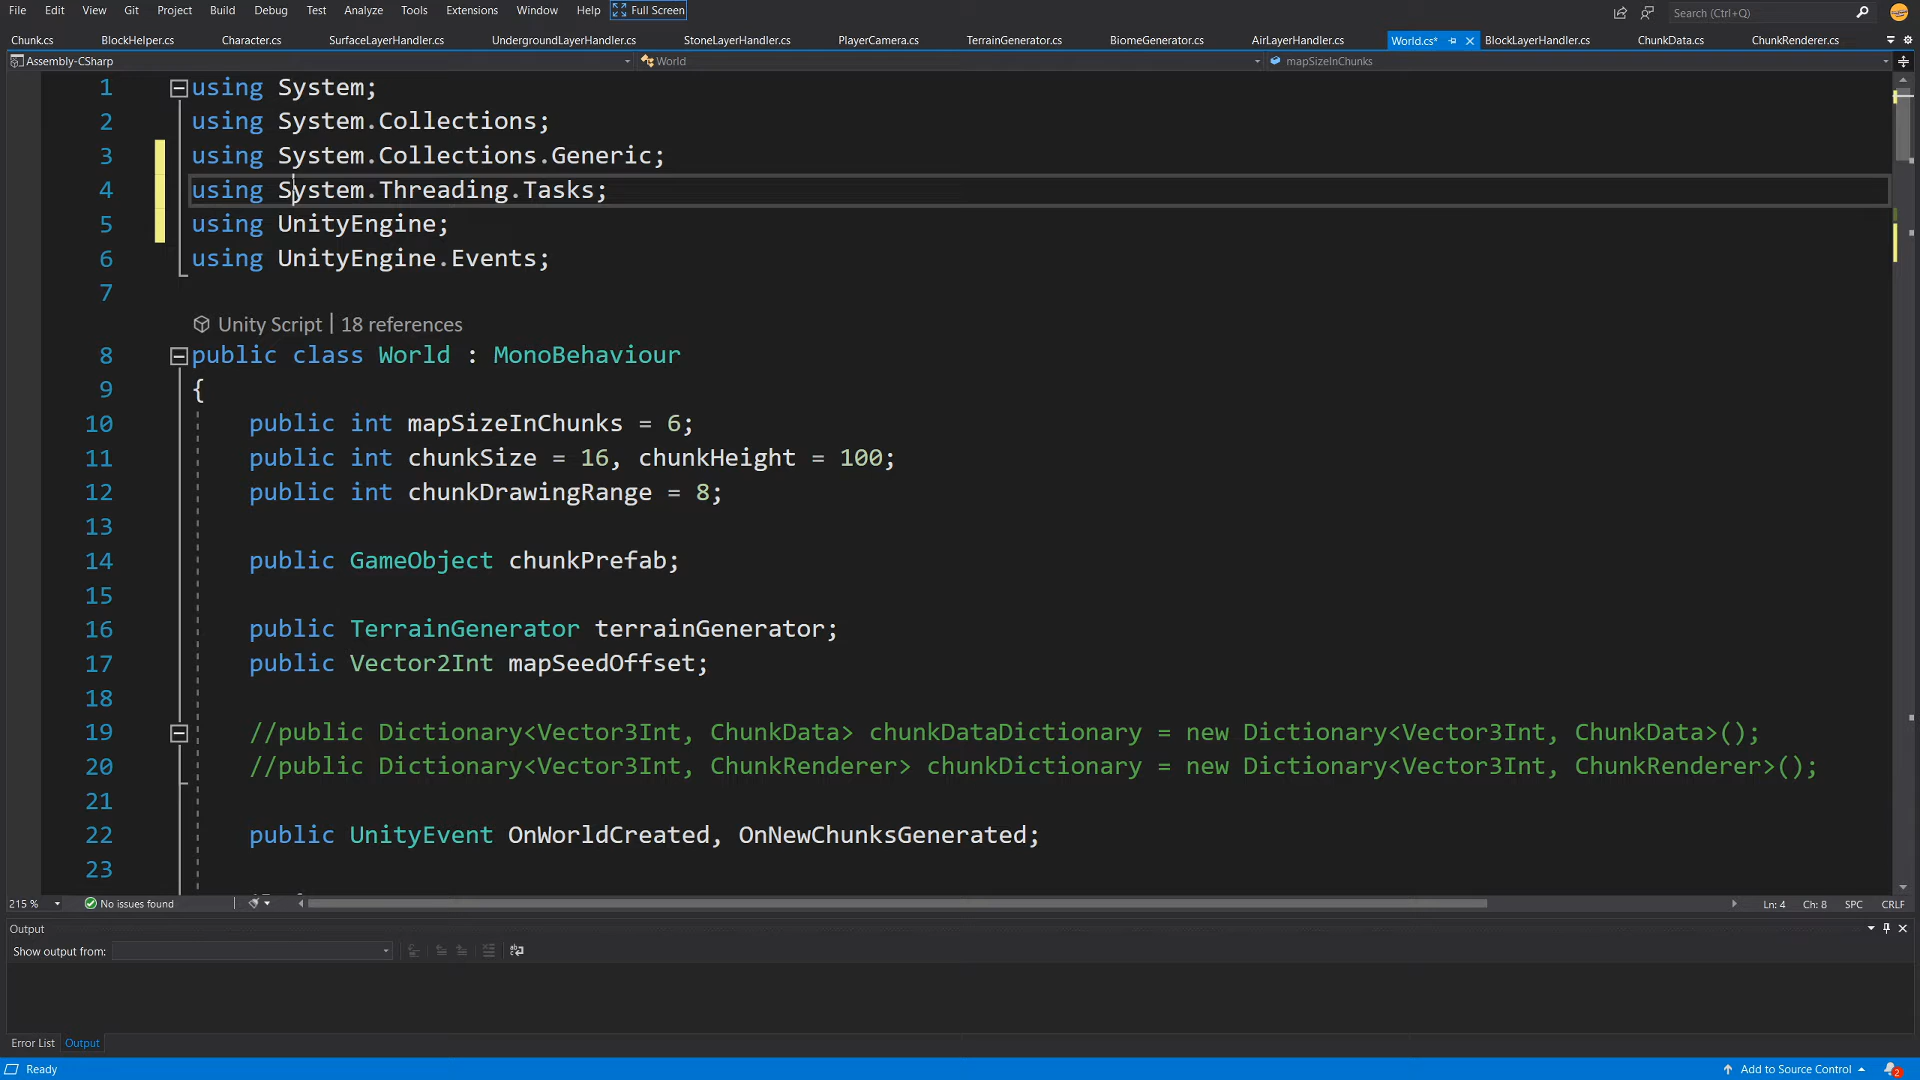 File Edit View Git Project Build Debug Test Analyze Tools Extensions Window Help Full Screen Search (Ctrl+Q)
Chunk.cs BlockHelper.cs Character.cs SurfaceLayerHandler.cs UndergroundLayerHandler.cs StoneLayerHandler.cs PlayerCamera.cs TerrainGenerator.cs BiomeGenerator.cs AirLayerHandler.cs World.cs* BlockLayerHandler.cs ChunkData.cs ChunkRenderer.cs
Assembly-CSharp World mapSizeInChunks
1 using System;
2 using System.Collections;
3 using System.Collections.Generic;
4 using System.Threading.Tasks;
5 using UnityEngine;
6 using UnityEngine.Events;
7
Unity Script | 18 references
8 public class World : MonoBehaviour
9 {
10 public int mapSizeInChunks = 6;
11 public int chunkSize = 16, chunkHeight = 100;
12 public int chunkDrawingRange = 8;
13
14 public GameObject chunkPrefab;
15
16 public TerrainGenerator terrainGenerator;
17 public Vector2Int mapSeedOffset;
18
19 //public Dictionary<Vector3Int, ChunkData> chunkDataDictionary = new Dictionary<Vector3Int, ChunkData>();
20 //public Dictionary<Vector3Int, ChunkRenderer> chunkDictionary = new Dictionary<Vector3Int, ChunkRenderer>();
21
22 public UnityEvent OnWorldCreated, OnNewChunksGenerated;
23
215 % No issues found Ln: 4 Ch: 8 SPC CRLF
Output
Show output from:
Error List Output
Ready Add to Source Control 2